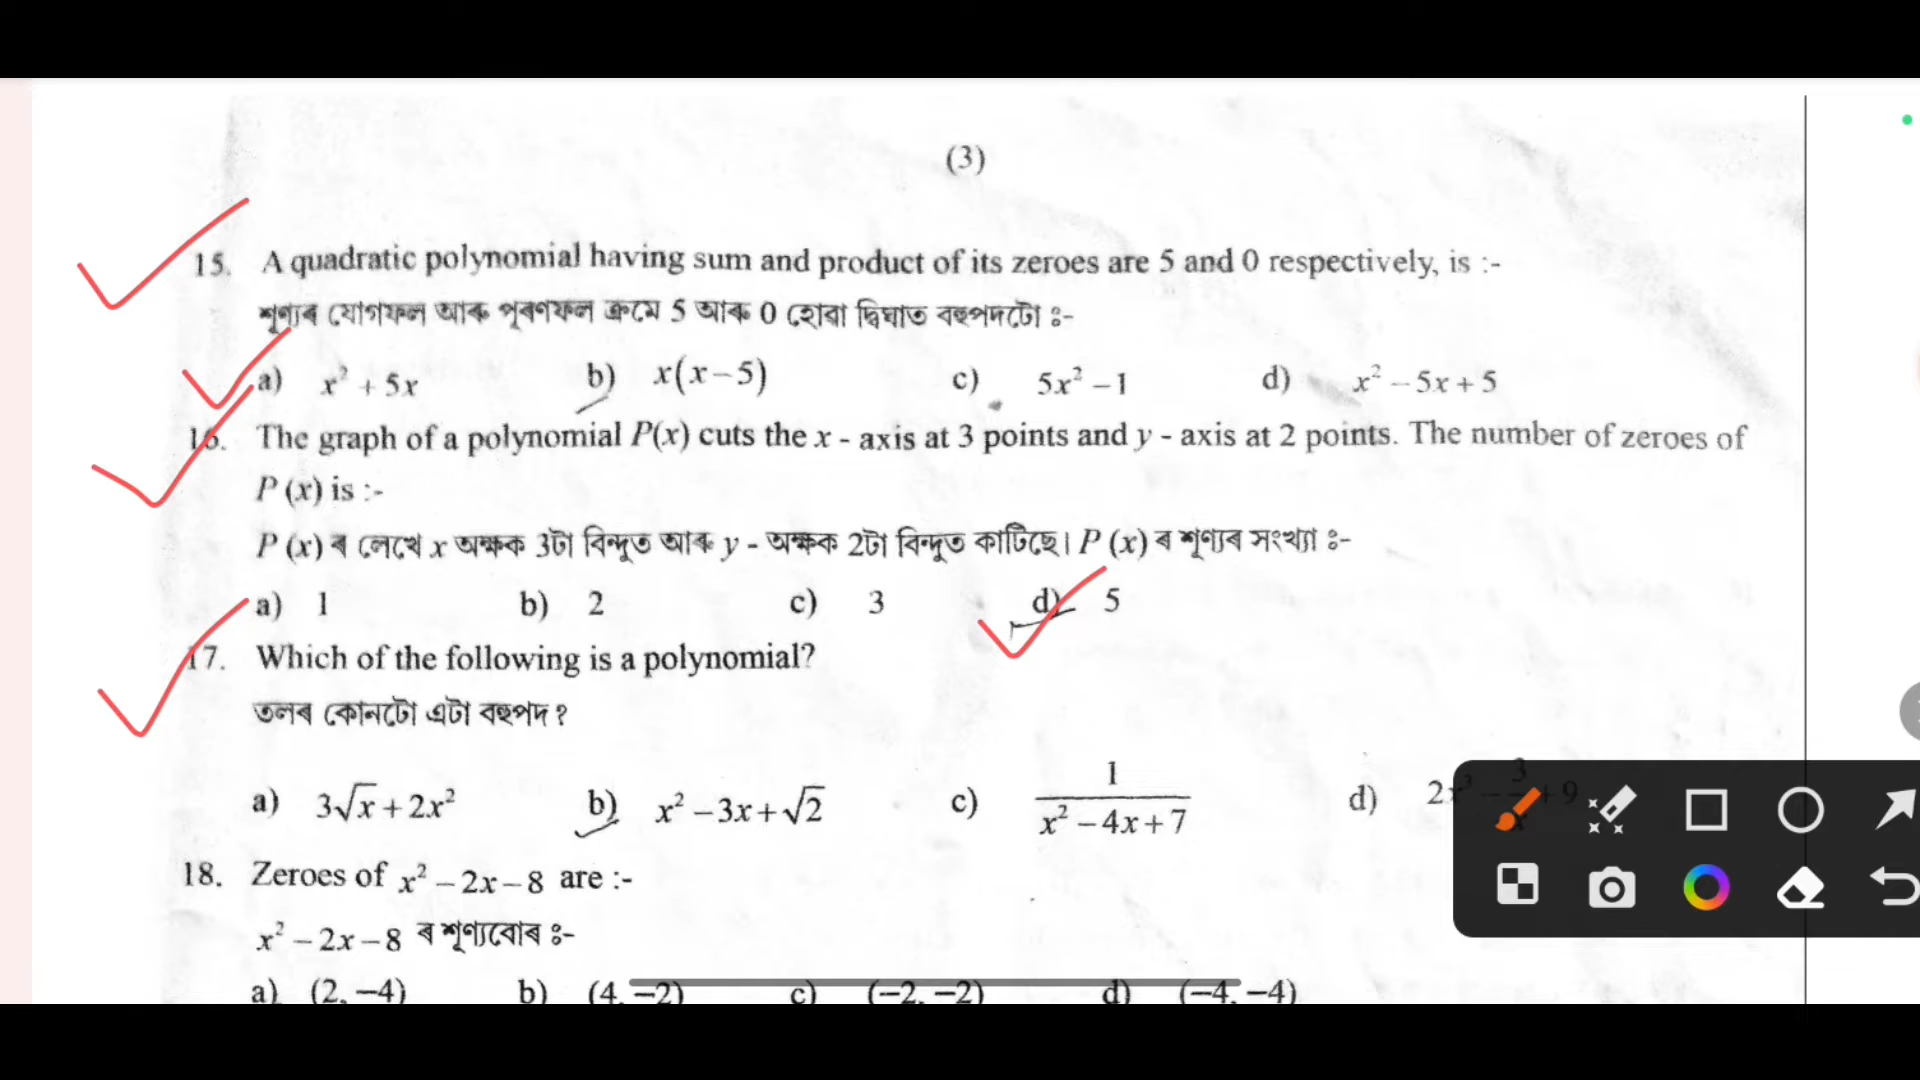 (3)
15. A quadratic polynomial having sum and product of its zeroes are 5 and 0 respectively, is :-
শূণ্যৰ যোগফল আৰু পূৰণফল ক্ৰমে 5 আৰু 0 হোৱা দ্বিঘাত বহুপদটো ঃ-
a) x² + 5x b) x(x−5) c) 5x² − 1 d) x² − 5x + 5
16. The graph of a polynomial P(x) cuts the x - axis at 3 points and y - axis at 2 points. The number of zeroes of
P (x) is :-
P (x) ৰ লেখে x অক্ষক 3টা বিন্দুত আৰু y - অক্ষক 2টা বিন্দুত কাটিছে। P (x) ৰ শূণ্যৰ সংখ্যা ঃ-
a) 1 b) 2 c) 3 d) 5
17. Which of the following is a polynomial?
তলৰ কোনটো এটা বহুপদ ?
a) 3√x + 2x² b) x² − 3x + √2 c) 1/(x² − 4x + 7) d) 2x³ − 3/x + 9
18. Zeroes of x² − 2x − 8 are :-
x² − 2x − 8 ৰ শূণ্যবোৰ ঃ-
a) (2, −4) b) (4, −2) c) (−2, −2) d) (−4, −4)